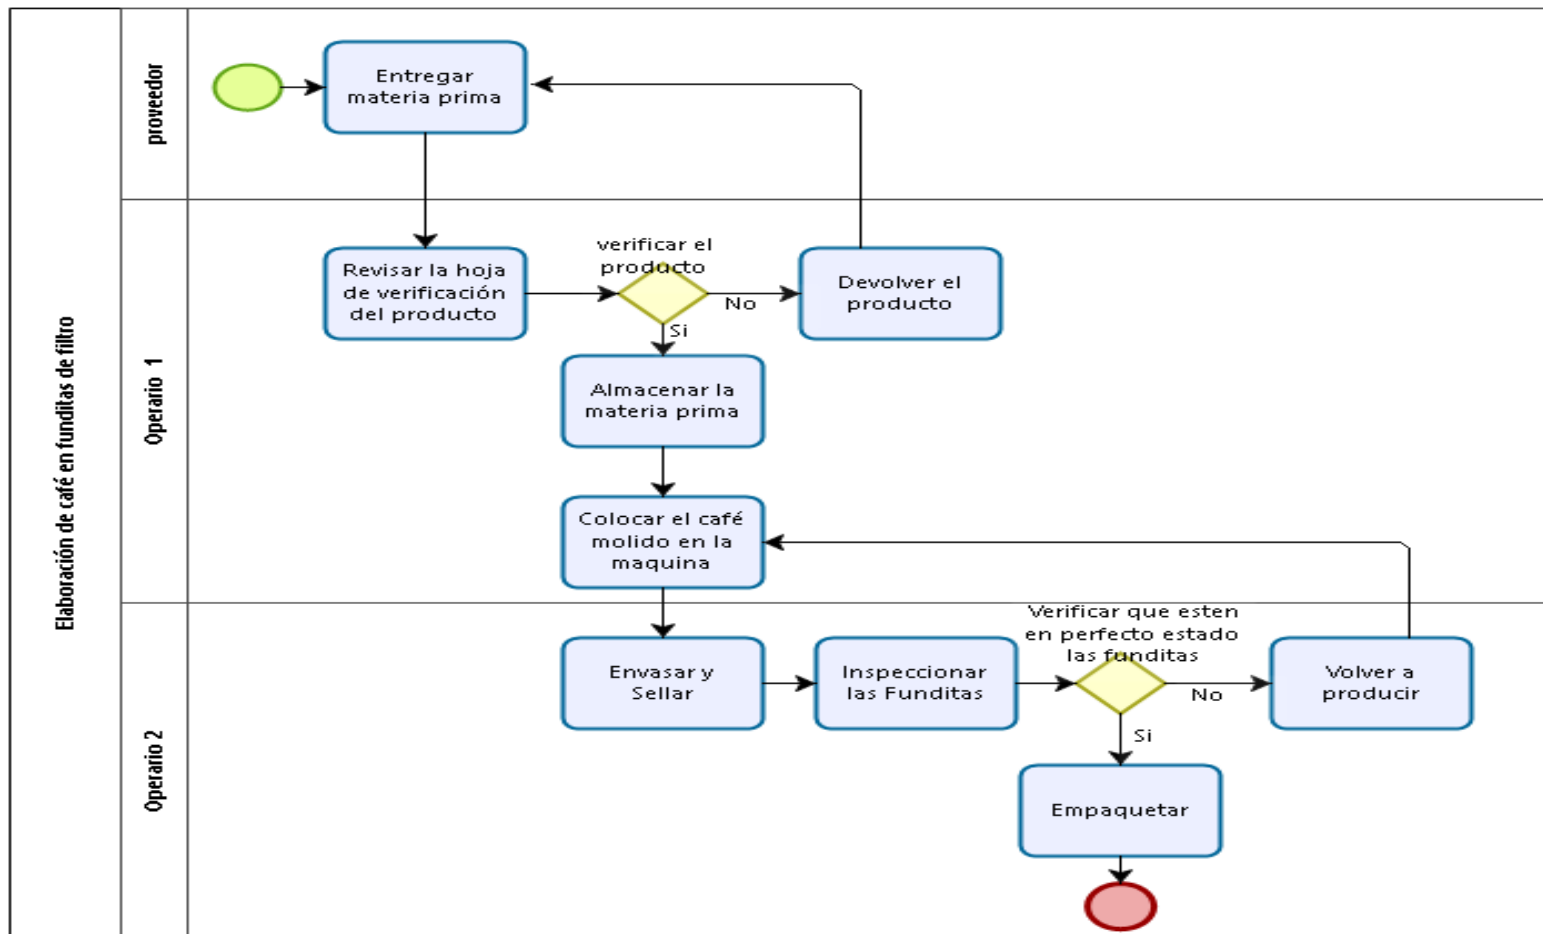 Elaboración de café en funditas de filtro
proveedor
Entregar
materia prima
Operario 1
Revisar la hoja
de verificación
del producto
verificar el
producto
No
Si
Devolver el
producto
Almacenar la
materia prima
Colocar el café
molido en la
maquina
Operario 2
Envasar y
Sellar
Inspeccionar
las Funditas
Verificar que esten
en perfecto estado
las funditas
No
Si
Volver a
producir
Empaquetar